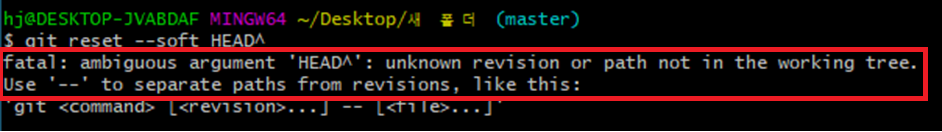 hj@DESKTOP-JVABDAF MINGW64 ~/Desktop/새 폴더 (master)
$ git reset --soft HEAD^
fatal: ambiguous argument 'HEAD^': unknown revision or path not in the working tree.
Use '--' to separate paths from revisions, like this:
'git <command> [<revision>...] -- [<file>...]'